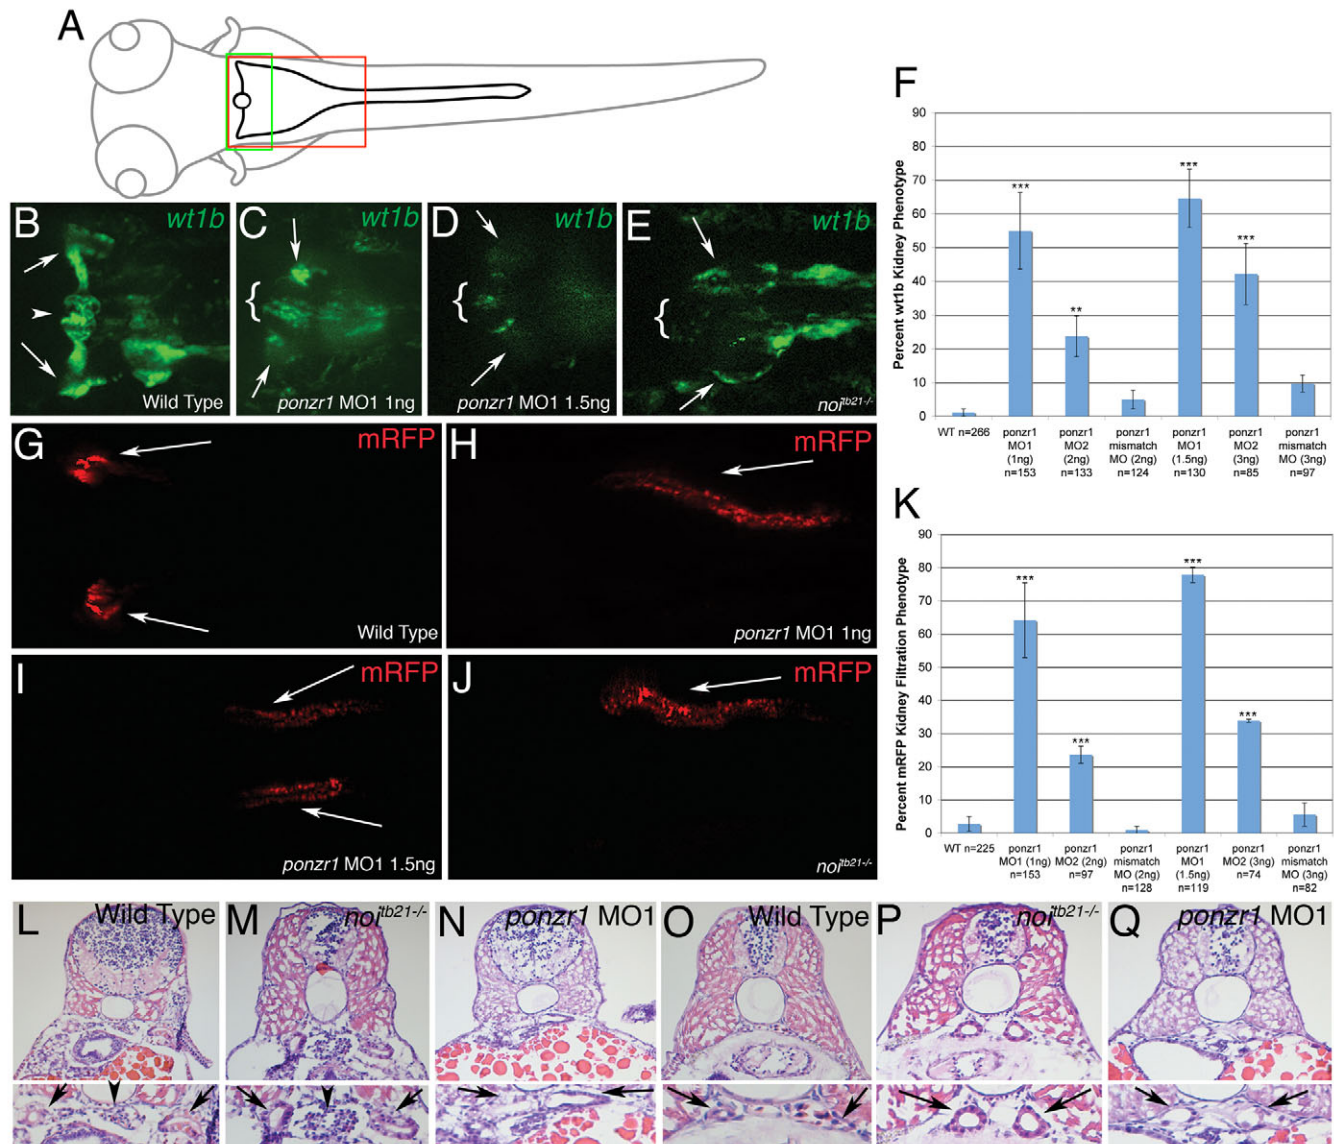 A
B
wt1b
Wild Type
C
wt1b
{
ponzr1 MO1 1ng
D
wt1b
{
ponzr1 MO1 1.5ng
E
wt1b
{
noitb21-/-
F
Percent wt1b Kidney Phenotype
90
80
70
60
50
40
30
20
10
0
***
**
***
***
WT n=266
ponzr1
MO1
(1ng)
n=153
ponzr1
MO2
(2ng)
n=133
ponzr1
mismatch
MO (2ng)
n=124
ponzr1
MO1
(1.5ng)
n=130
ponzr1
MO2
(3ng)
n=85
ponzr1
mismatch
MO (3ng)
n=97
G
mRFP
Wild Type
H
mRFP
ponzr1 MO1 1ng
I
mRFP
ponzr1 MO1 1.5ng
J
mRFP
noitb21-/-
K
Percent mRFP Kidney Filtration Phenotype
90
80
70
60
50
40
30
20
10
0
***
***
***
***
WT n=225
ponzr1
MO1 (1ng)
n=153
ponzr1
MO2 (2ng)
n=97
ponzr1
mismatch
MO (2ng)
n=128
ponzr1
MO1
(1.5ng)
n=119
ponzr1
MO2 (3ng)
n=74
ponzr1
mismatch
MO (3ng)
n=82
L
Wild Type
M
noitb21-/-
N
ponzr1 MO1
O
Wild Type
P
noitb21-/-
Q
ponzr1 MO1